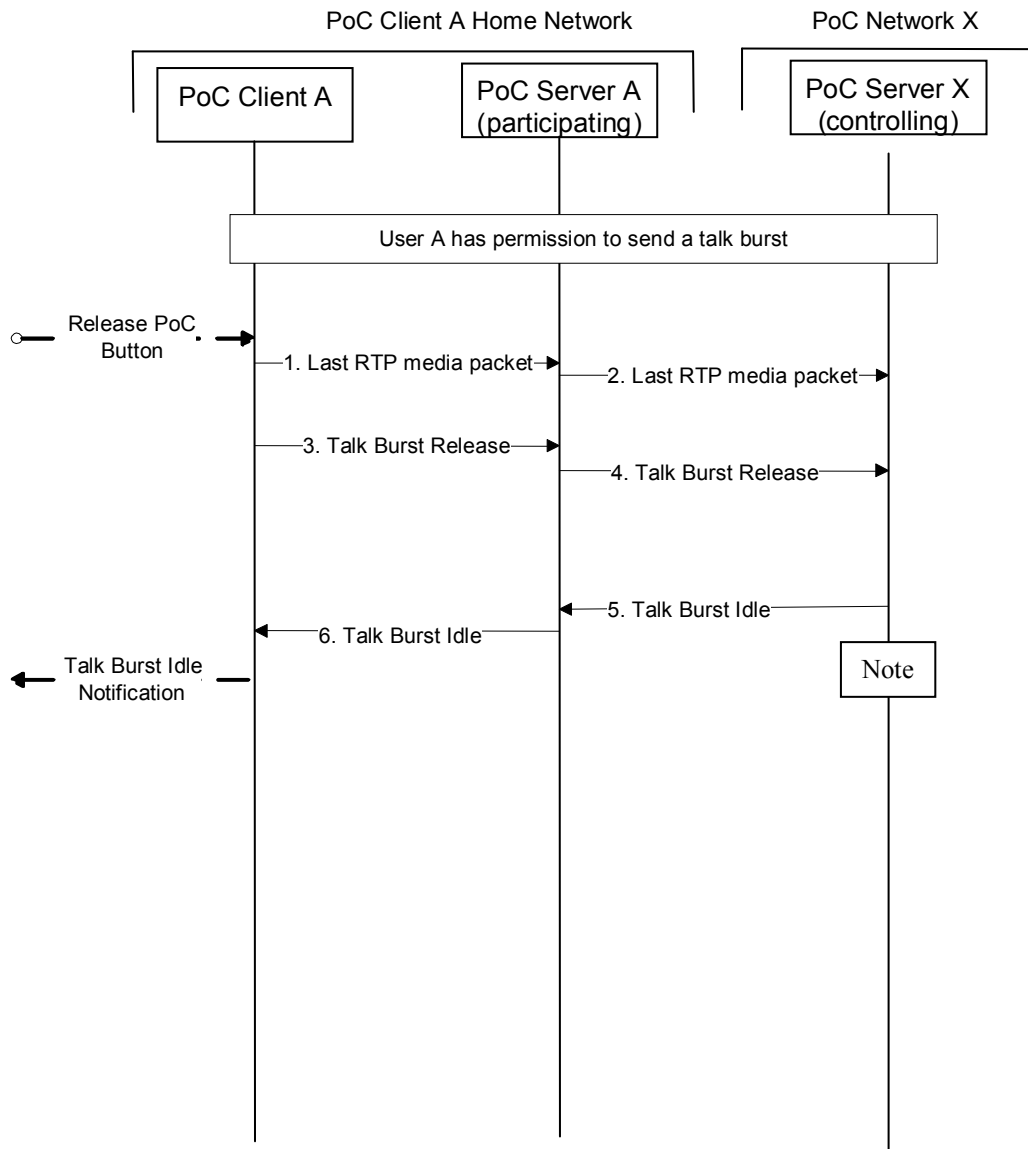 PoC Client A Home Network
PoC Network X
PoC Client A
PoC Server A
(participating)
PoC Server X
(controlling)
User A has permission to send a talk burst
Release PoC
Button
1. Last RTP media packet
2. Last RTP media packet
3. Talk Burst Release
4. Talk Burst Release
5. Talk Burst Idle
6. Talk Burst Idle
Talk Burst Idle
Notification
Note